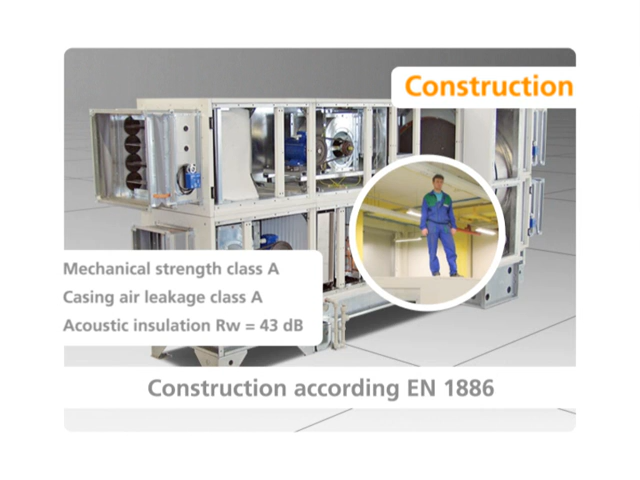 Construction
Mechanical strength class A
Casing air leakage class A
Acoustic insulation Rw = 43 dB
Construction according EN 1886